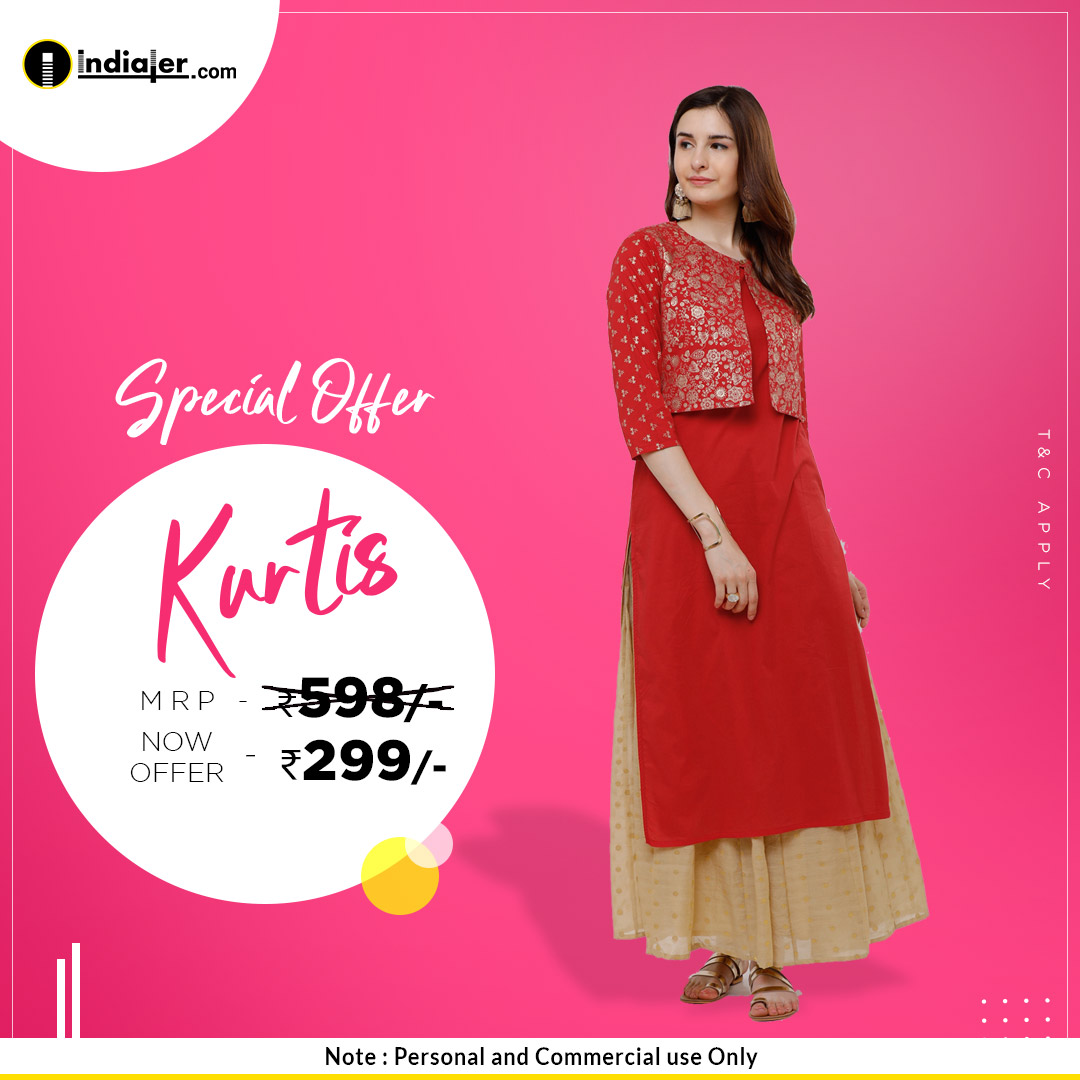 indiater.com
Special Offer
Kurtis
MRP - ₹598/-
NOW OFFER - ₹299/-
T&C APPLY
Note : Personal and Commercial use Only